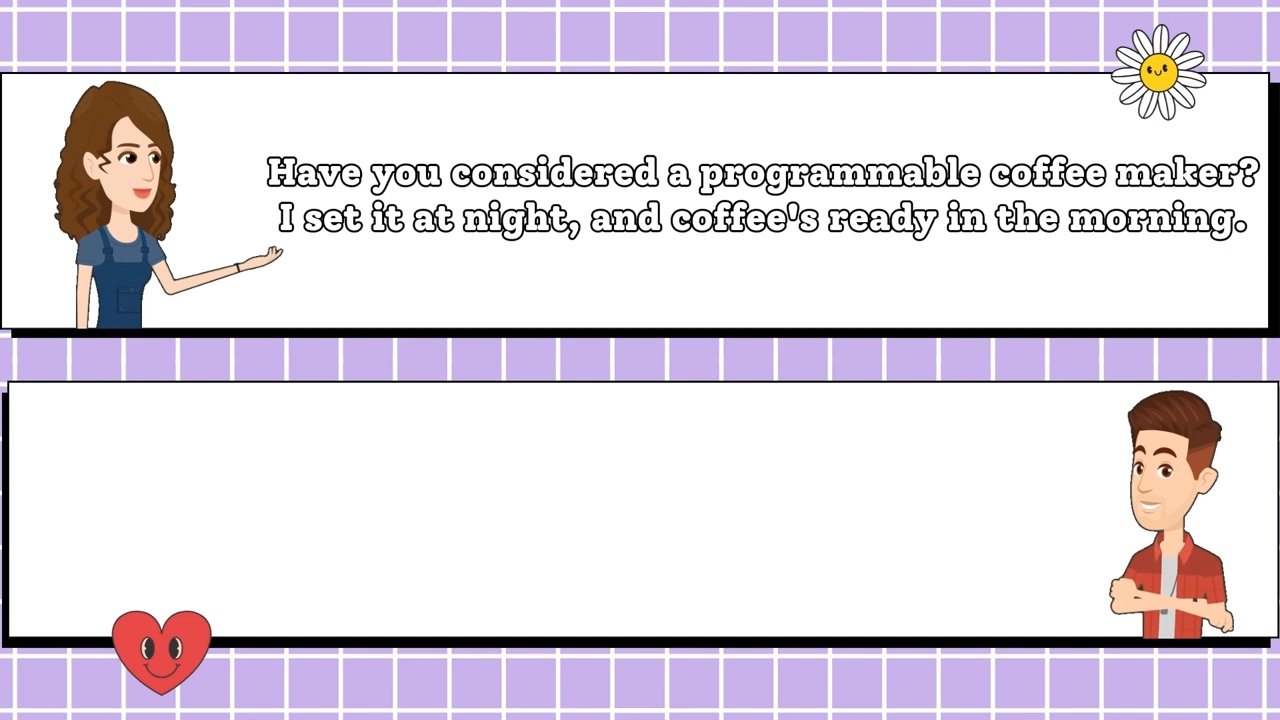 Have you considered a programmable coffee maker?
I set it at night, and coffee's ready in the morning.